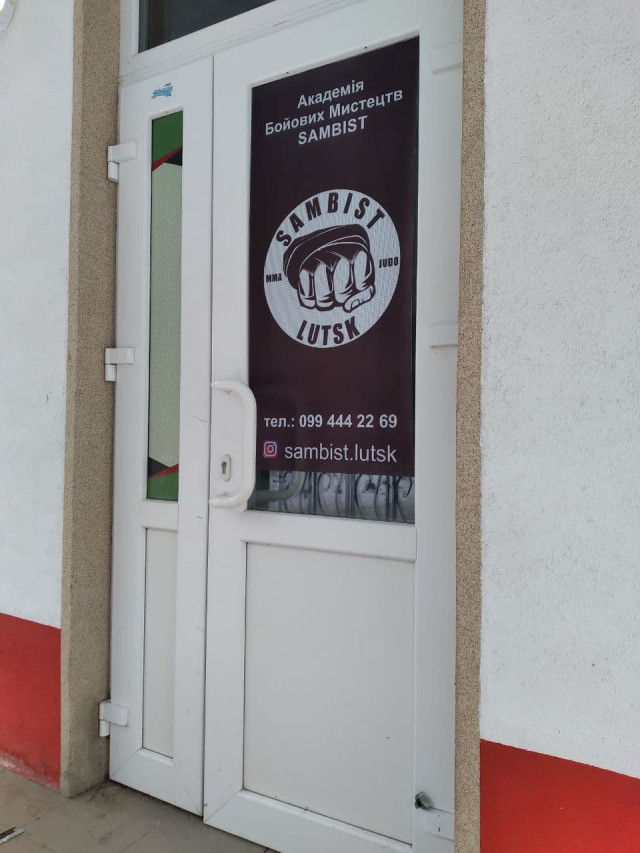 Академія
Бойових Мистецтв
SAMBIST
SAMBIST
MMA
JUDO
LUTSK
тел.: 099 444 22 69
sambist.lutsk